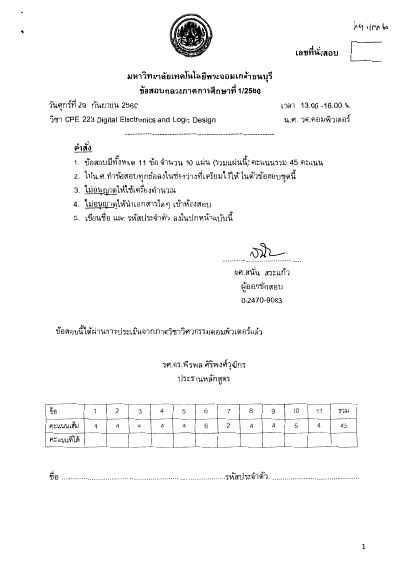 เลขที่นั่งสอบ
มหาวิทยาลัยเทคโนโลยีพระจอมเกล้าธนบุรี
ข้อสอบกลางภาคการศึกษาที่ 1/2560
วันศุกร์ที่ 29 กันยายน 2560 เวลา 13.00 -16.00 น.
วิชา CPE 223 Digital Electronics and Logic Design น.ศ. วศ.คอมพิวเตอร์
คำสั่ง
1. ข้อสอบมีทั้งหมด 11 ข้อ จำนวน 10 แผ่น (รวมแผ่นนี้) คะแนนรวม 45 คะแนน
2. ให้น.ศ.ทำข้อสอบทุกข้อลงในช่องว่างที่เตรียมไว้ให้ ในตัวข้อสอบชุดนี้
3. ไม่อนุญาตให้ใช้เครื่องคำนวณ
4. ไม่อนุญาตให้นำเอกสารใดๆ เข้าห้องสอบ
5. เขียนชื่อ และ รหัสประจำตัว ลงในปกหน้าฉบับนี้
ผศ.สนั่น สระแก้ว
ผู้ออกข้อสอบ
0-2470-9083
ข้อสอบนี้ได้ผ่านการประเมินจากภาควิชาวิศวกรรมคอมพิวเตอร์แล้ว
รศ.ดร.พีรพล ศิริพงศ์วุฒิกร
ประธานหลักสูตร
ข้อ 1 2 3 4 5 6 7 8 9 10 11 รวม
คะแนนเต็ม 4 4 4 4 4 6 2 4 4 5 4 45
คะแนนที่ได้
ชื่อ ........................................ รหัสประจำตัว ........................................
1